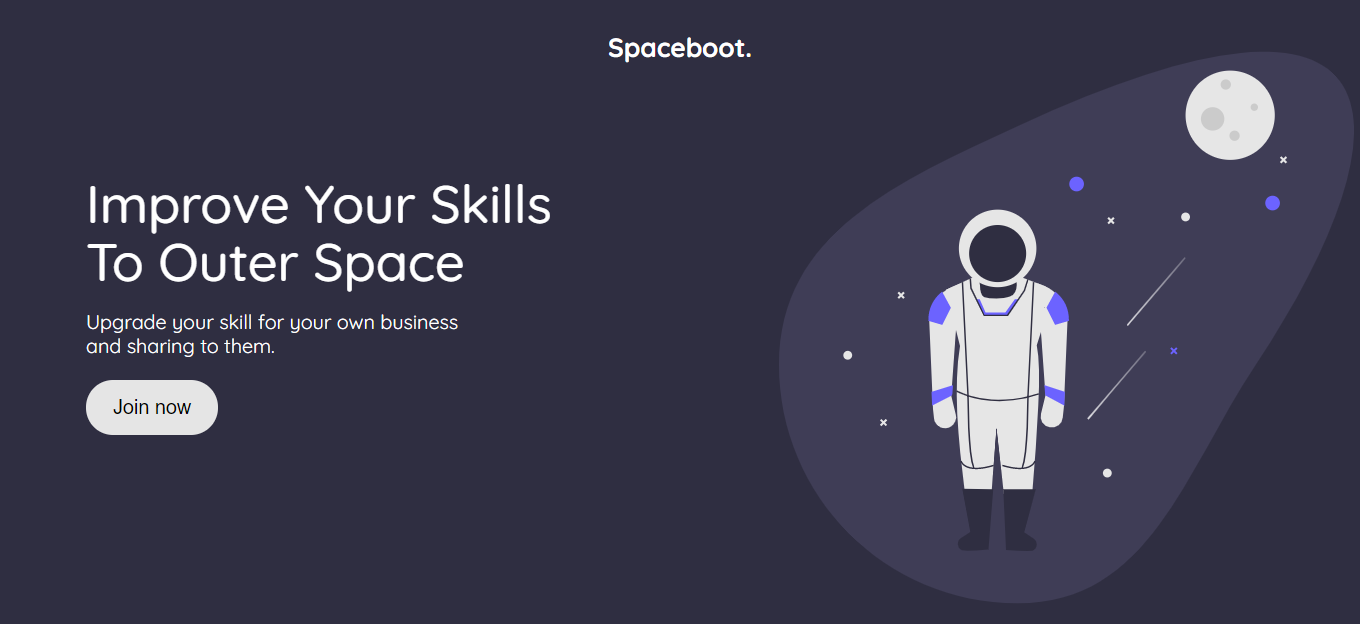 Spaceboot.
Improve Your Skills
To Outer Space
Upgrade your skill for your own business
and sharing to them.
Join now